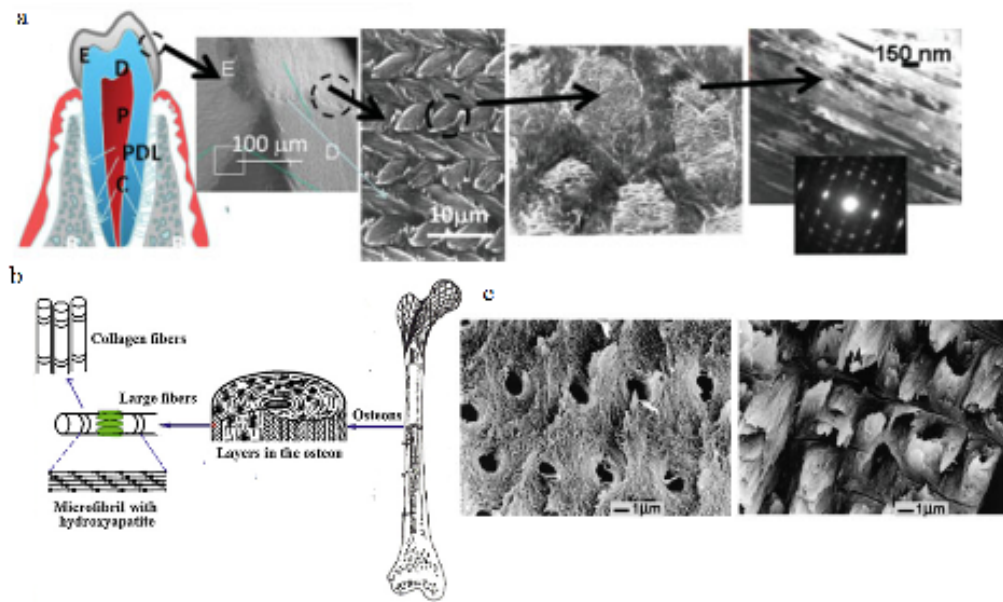 a
E
D
P
PDL
C
E
100 μm
D
10μm
150 nm
b
Collagen fibers
Large fibers
Osteons
Layers in the osteon
Microfibril with
hydroxyapatite
c
1μm
1μm